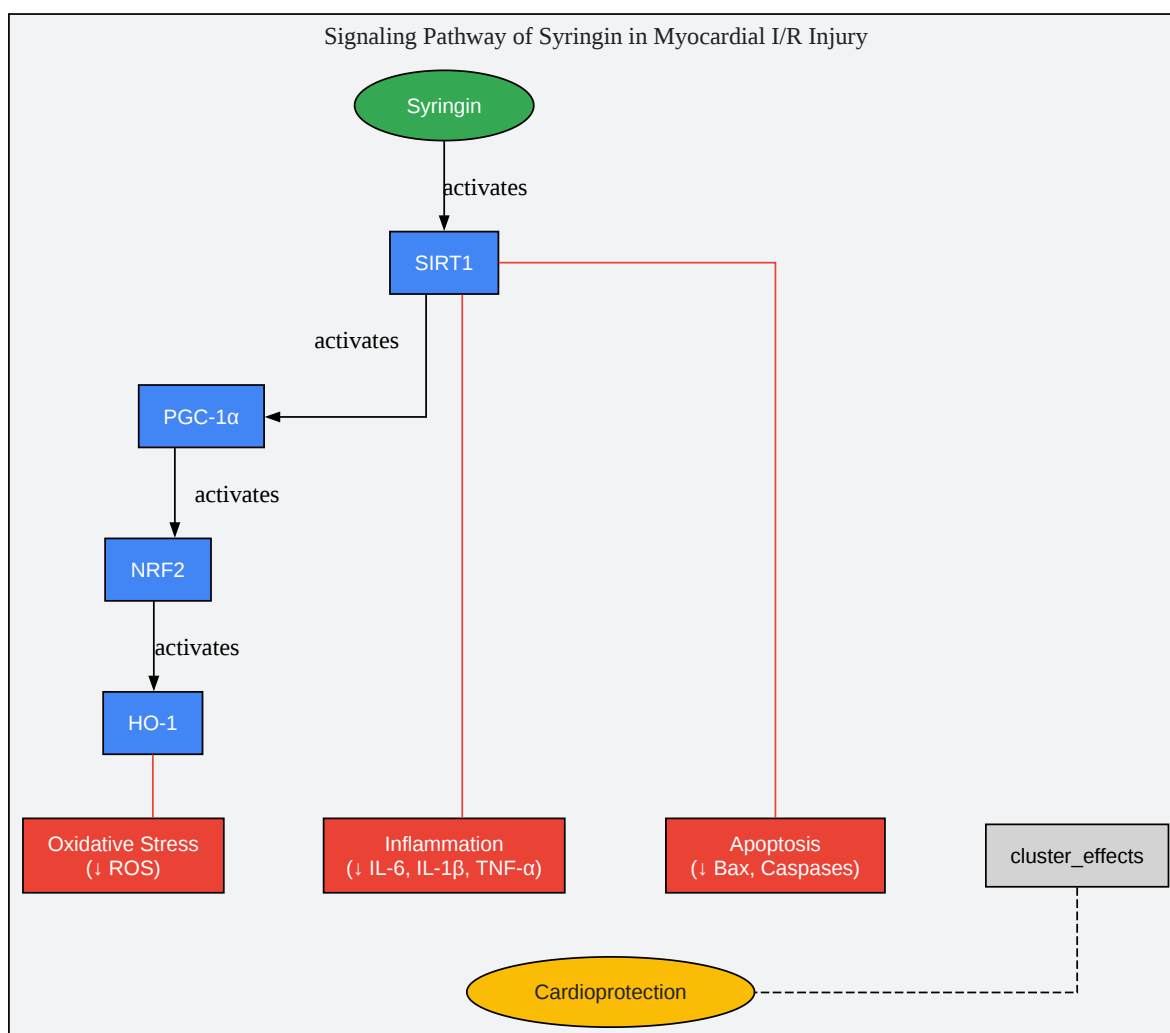 Signaling Pathway of Syringin in Myocardial I/R Injury
Syringin
activates
SIRT1
activates
PGC-1α
activates
NRF2
activates
HO-1
Oxidative Stress
(↓ ROS)
Inflammation
(↓ IL-6, IL-1β, TNF-α)
Apoptosis
(↓ Bax, Caspases)
cluster_effects
Cardioprotection